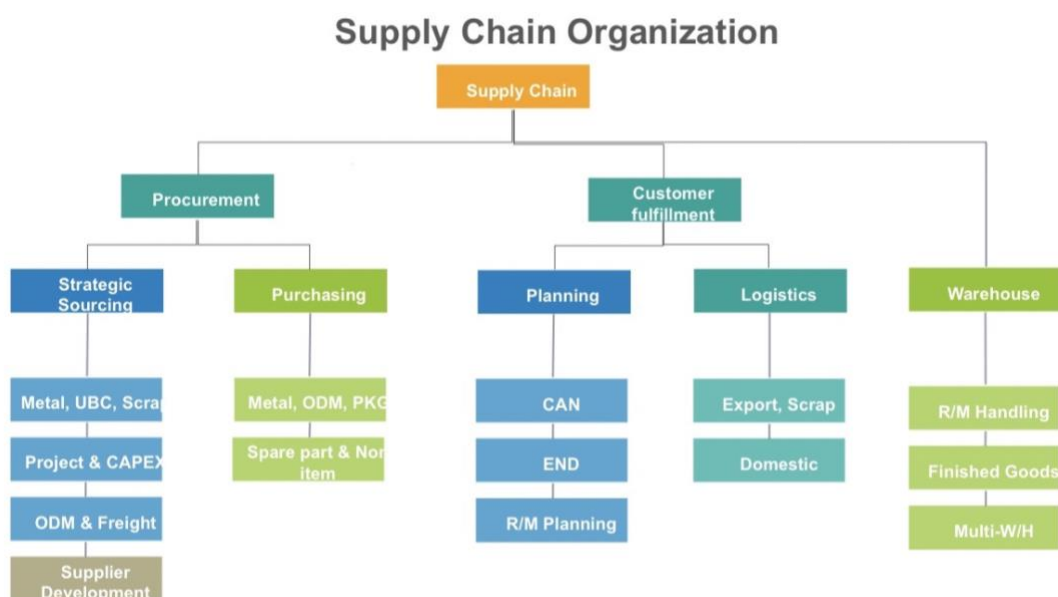 Supply Chain Organization
Supply Chain
Procurement
Customer
fulfillment
Strategic
Sourcing
Purchasing
Planning
Logistics
Warehouse
Metal, UBC, Scrap
Metal, ODM, PKG
CAN
Export, Scrap
R/M Handling
Project & CAPEX
Spare part & Non
item
END
Domestic
Finished Goods
ODM & Freight
R/M Planning
Multi-W/H
Supplier
Development